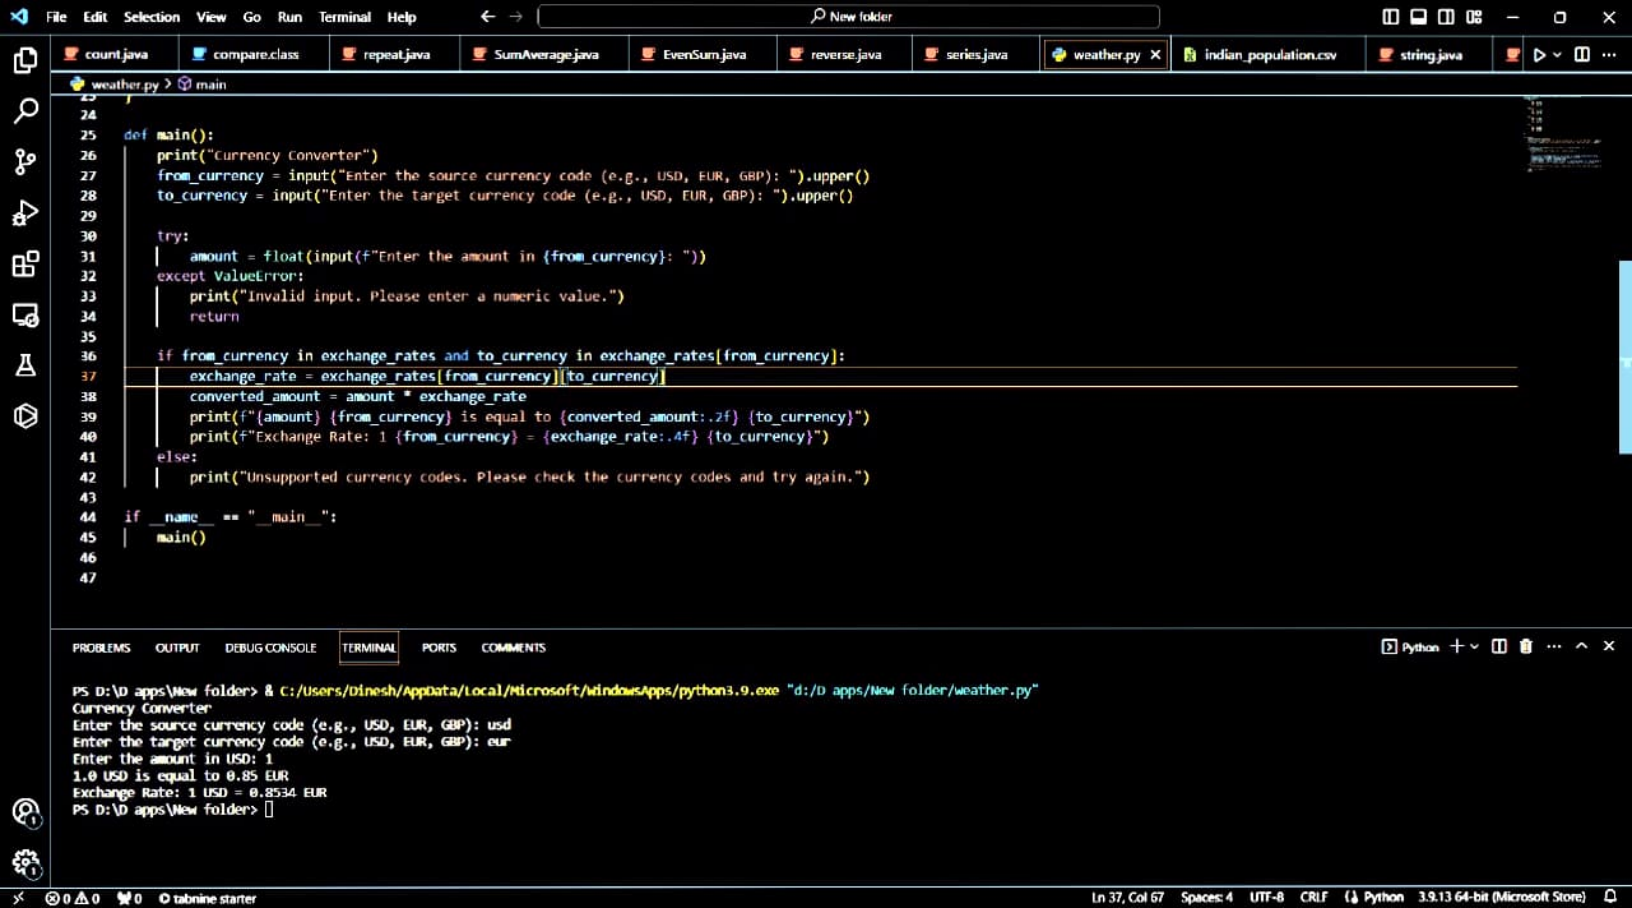 File Edit Selection View Go Run Terminal Help New folder
count.java compare.class repeat.java SumAverage.java EvenSum.java reverse.java series.java weather.py indian_population.csv string.java
weather.py > main
23 }
24
25 def main():
26 print("Currency Converter")
27 from_currency = input("Enter the source currency code (e.g., USD, EUR, GBP): ").upper()
28 to_currency = input("Enter the target currency code (e.g., USD, EUR, GBP): ").upper()
29
30 try:
31 amount = float(input(f"Enter the amount in {from_currency}: "))
32 except ValueError:
33 print("Invalid input. Please enter a numeric value.")
34 return
35
36 if from_currency in exchange_rates and to_currency in exchange_rates[from_currency]:
37 exchange_rate = exchange_rates[from_currency][to_currency]
38 converted_amount = amount * exchange_rate
39 print(f"{amount} {from_currency} is equal to {converted_amount:.2f} {to_currency}")
40 print(f"Exchange Rate: 1 {from_currency} = {exchange_rate:.4f} {to_currency}")
41 else:
42 print("Unsupported currency codes. Please check the currency codes and try again.")
43
44 if __name__ == "__main__":
45 main()
46
47
PROBLEMS OUTPUT DEBUG CONSOLE TERMINAL PORTS COMMENTS Python
PS D:\D apps\New folder> & C:/Users/Dinesh/AppData/Local/Microsoft/WindowsApps/python3.9.exe "d:/D apps/New folder/weather.py"
Currency Converter
Enter the source currency code (e.g., USD, EUR, GBP): usd
Enter the target currency code (e.g., USD, EUR, GBP): eur
Enter the amount in USD: 1
1.0 USD is equal to 0.85 EUR
Exchange Rate: 1 USD = 0.8534 EUR
PS D:\D apps\New folder>
0 0 0 tabnine starter Ln 37, Col 67 Spaces: 4 UTF-8 CRLF Python 3.9.13 64-bit (Microsoft Store)